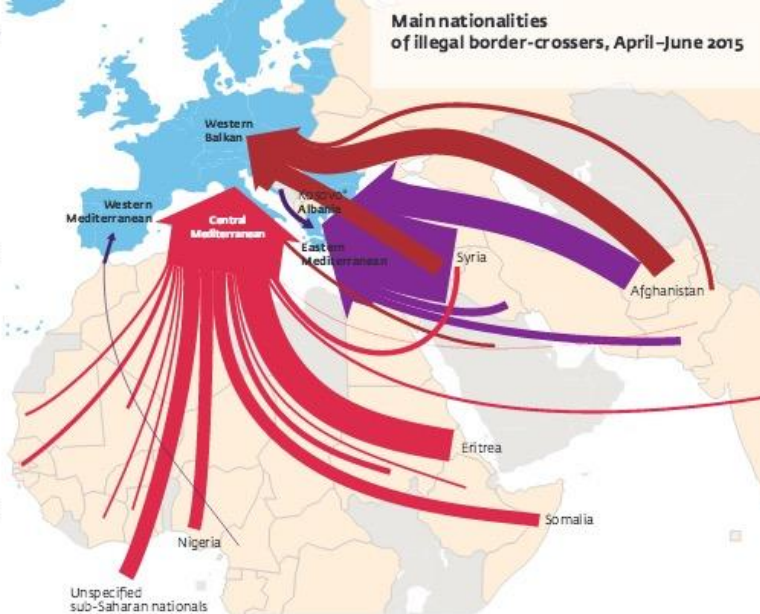 Main nationalities
of illegal border-crossers, April–June 2015
Western
Balkan
Western
Mediterranean
Central
Mediterranean
Kosovo*
Albania
Eastern
Mediterranean
Syria
Afghanistan
Eritrea
Somalia
Nigeria
Unspecified
sub-Saharan nationals